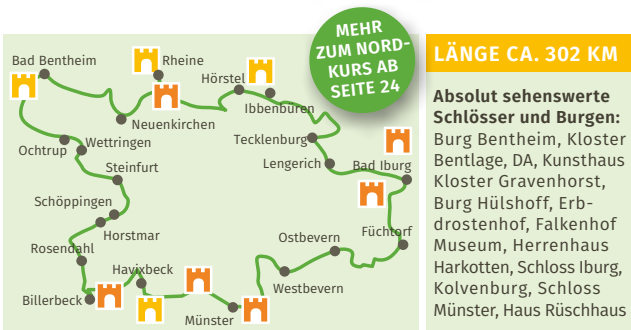 MEHR
ZUM NORD-
KURS AB
SEITE 24
Bad Bentheim
Rheine
Hörstel
Ibbenbüren
Neuenkirchen
Tecklenburg
Ochtrup
Wettringen
Lengerich
Bad Iburg
Steinfurt
Schöppingen
Horstmar
Füchtorf
Ostbevern
Rosendahl
Havixbeck
Westbevern
Billerbeck
Münster
LÄNGE CA. 302 KM
Absolut sehenswerte
Schlösser und Burgen:
Burg Bentheim, Kloster
Bentlage, DA, Kunsthaus
Kloster Gravenhorst,
Burg Hülshoff, Erb-
drostenhof, Falkenhof
Museum, Herrenhaus
Harkotten, Schloss Iburg,
Kolvenburg, Schloss
Münster, Haus Rüschhaus